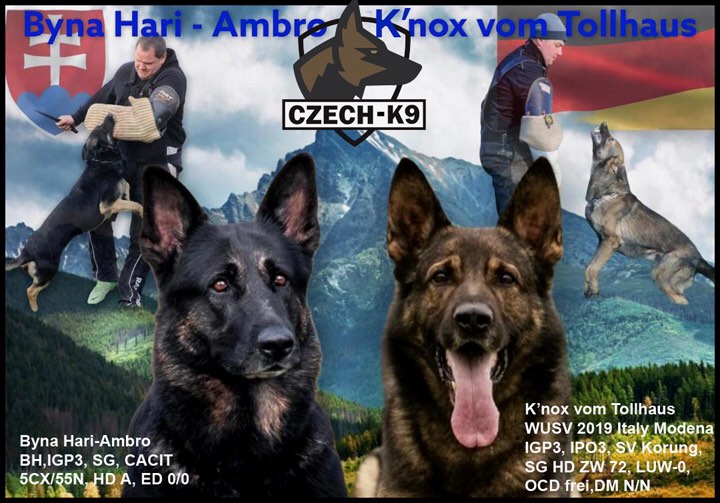 Byna Hari - Ambro K'nox vom Tollhaus
CZECH-K9
Byna Hari-Ambro
BH,IGP3, SG, CACIT
5CX/55N, HD A, ED 0/0
K'nox vom Tollhaus
WUSV 2019 Italy Modena
IGP3, IPO3, SV Körung,
SG HD ZW 72, LUW-0,
OCD frei,DM N/N